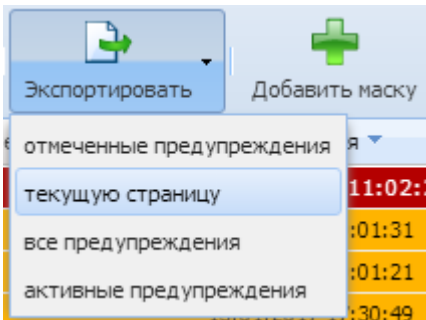 Экспортировать
Добавить маску
отмеченные предупреждения
я
текущую страницу
11:02:
все предупреждения
:01:31
:01:21
активные предупреждения
:30:49